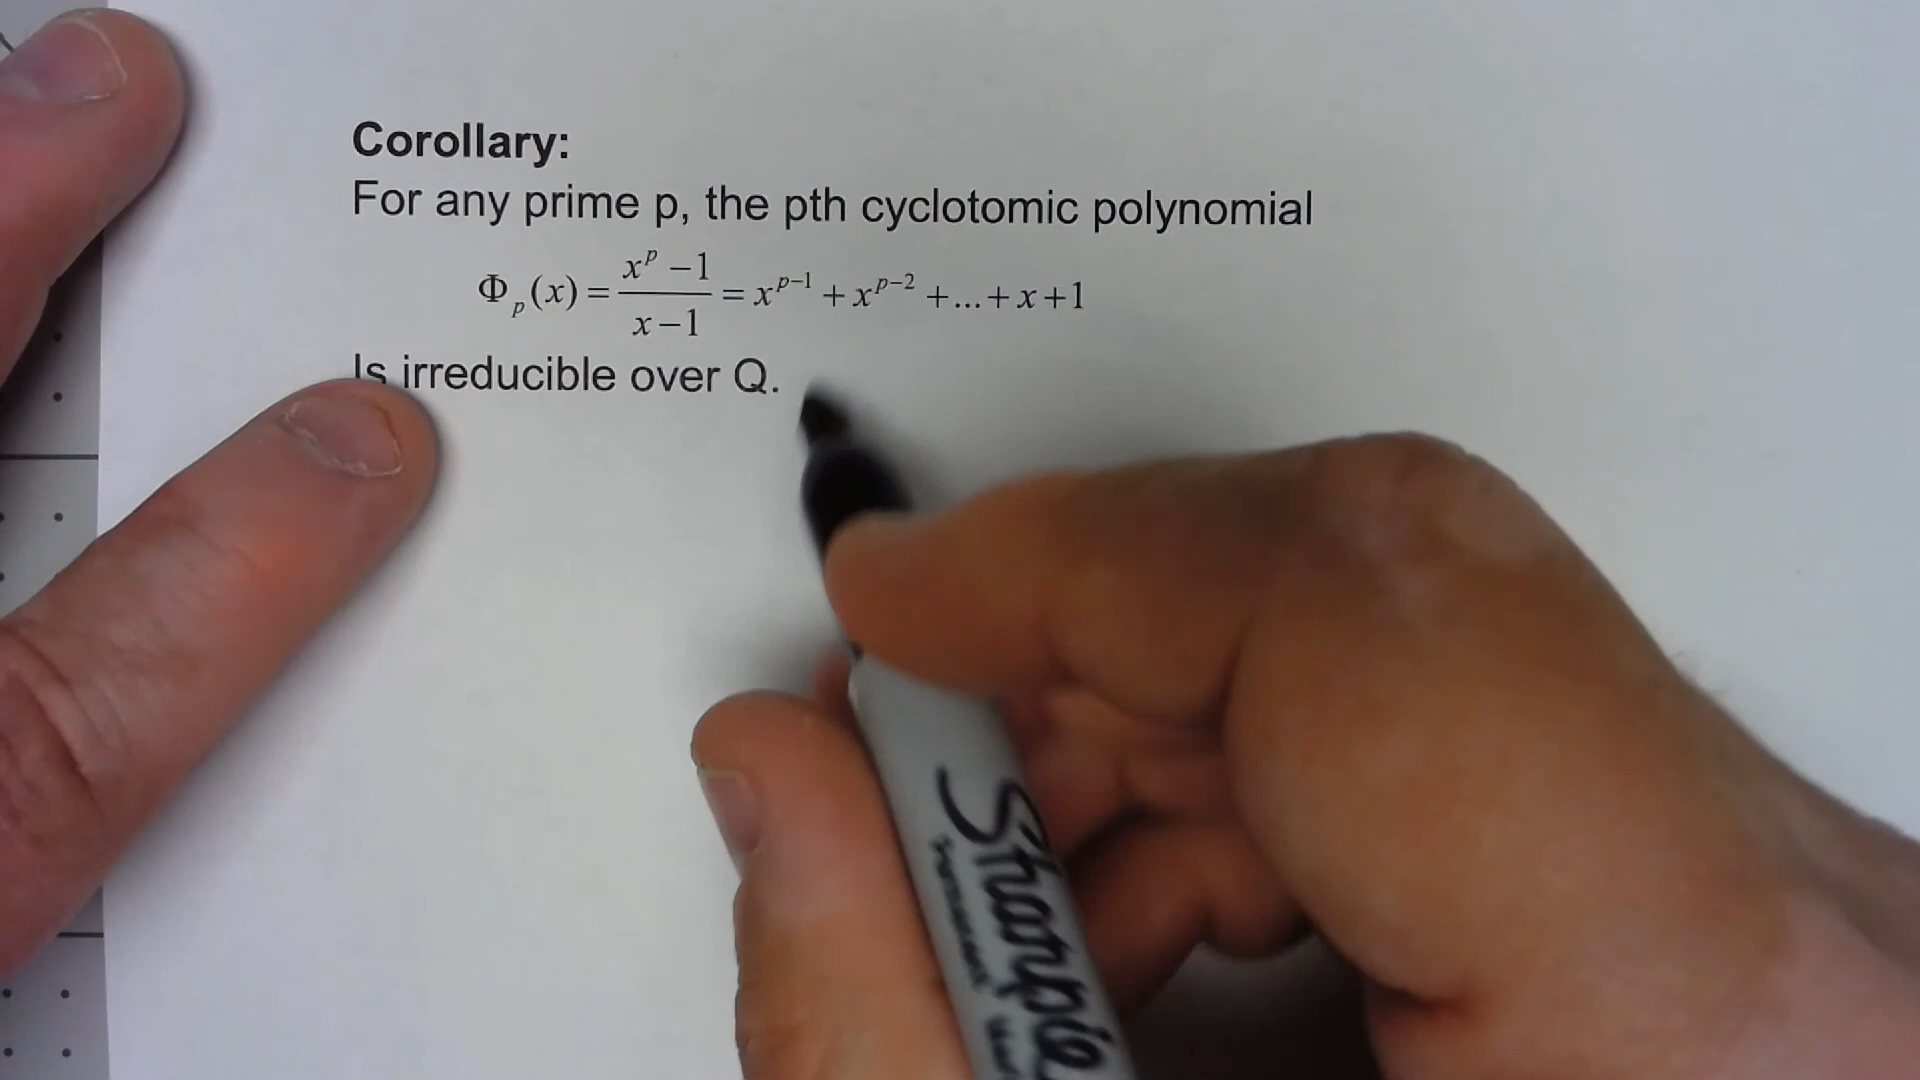 Corollary:
For any prime p, the pth cyclotomic polynomial
Φ_p(x) = (x^p − 1)/(x − 1) = x^{p−1} + x^{p−2} + ... + x + 1
Is irreducible over Q.
Sharpie